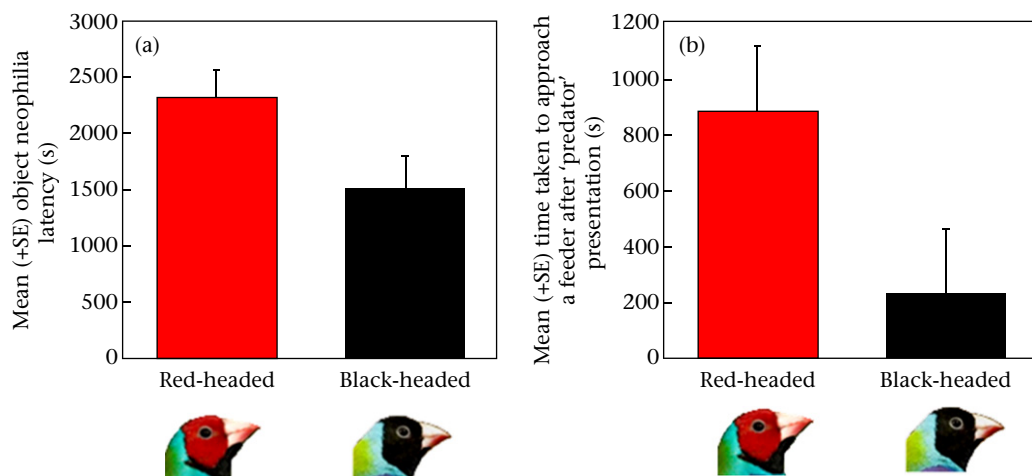 Mean (+SE) object neophilia
latency (s)
3000
2500
2000
1500
1000
500
0
(a)
Red-headed
Black-headed
Mean (+SE) time taken to approach
a feeder after 'predator'
presentation (s)
1200
1000
800
600
400
200
0
(b)
Red-headed
Black-headed